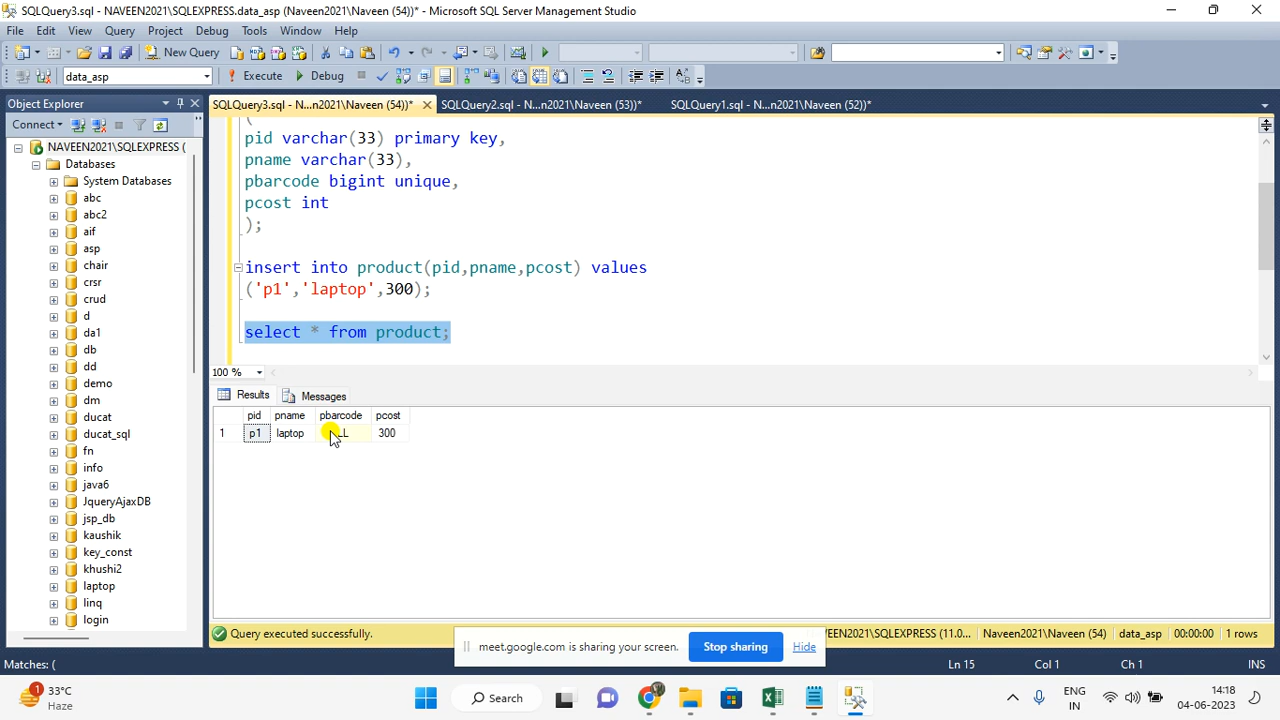 SQLQuery3.sql - NAVEEN2021\SQLEXPRESS.data_asp (Naveen2021\Naveen (54))* - Microsoft SQL Server Management Studio
File Edit View Query Project Debug Tools Window Help
New Query
data_asp Execute Debug
Object Explorer
SQLQuery3.sql - N...n2021\Naveen (54))* SQLQuery2.sql - N...n2021\Naveen (53))* SQLQuery1.sql - N...n2021\Naveen (52))*
Connect
NAVEEN2021\SQLEXPRESS (
Databases
System Databases
abc
abc2
aif
asp
chair
crsr
crud
d
da1
db
dd
demo
dm
ducat
ducat_sql
fn
info
java6
JqueryAjaxDB
jsp_db
kaushik
key_const
khushi2
laptop
linq
login
(
pid varchar(33) primary key,
pname varchar(33),
pbarcode bigint unique,
pcost int
);
insert into product(pid,pname,pcost) values
('p1','laptop',300);
select * from product;
100 %
Results Messages
pid pname pbarcode pcost
1 p1 laptop 300
Query executed successfully.
meet.google.com is sharing your screen. Stop sharing Hide
EEN2021\SQLEXPRESS (11.0... Naveen2021\Naveen (54) data_asp 00:00:00 1 rows
Matches: ( Ln 15 Col 1 Ch 1 INS
1
33°C
Haze
Search
ENG
IN
14:18
04-06-2023